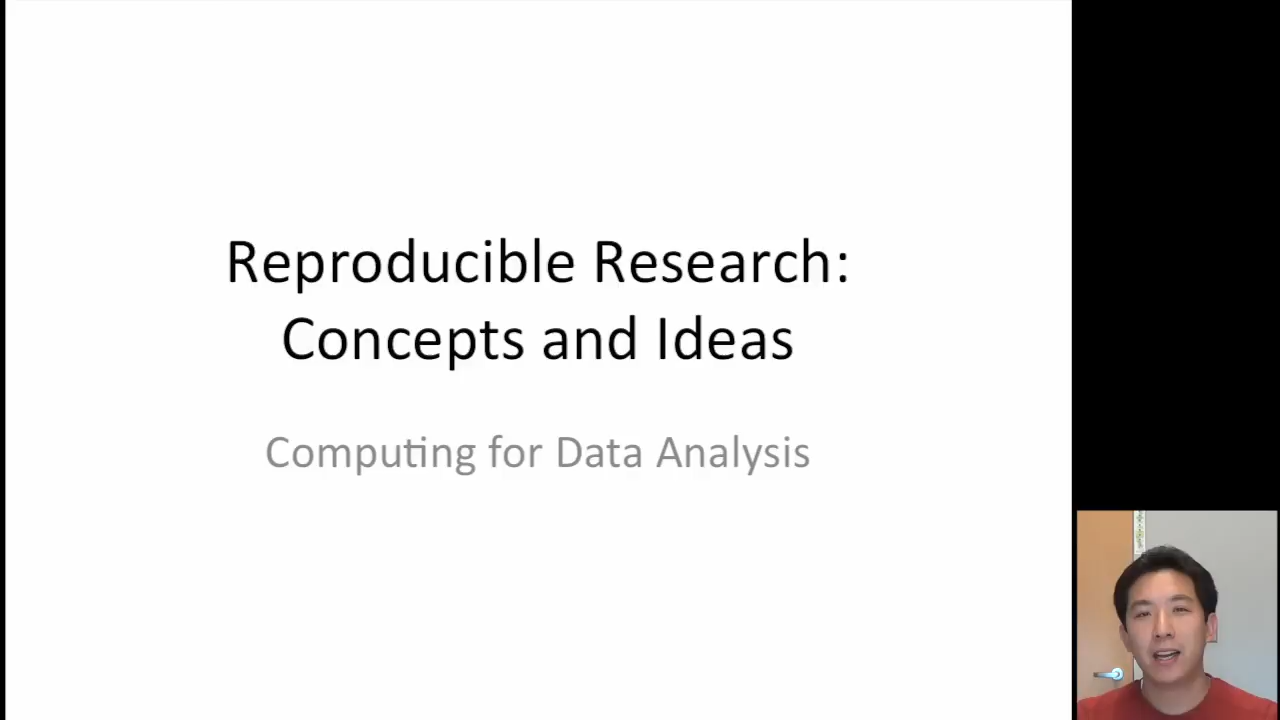 Reproducible Research:
Concepts and Ideas
Computing for Data Analysis